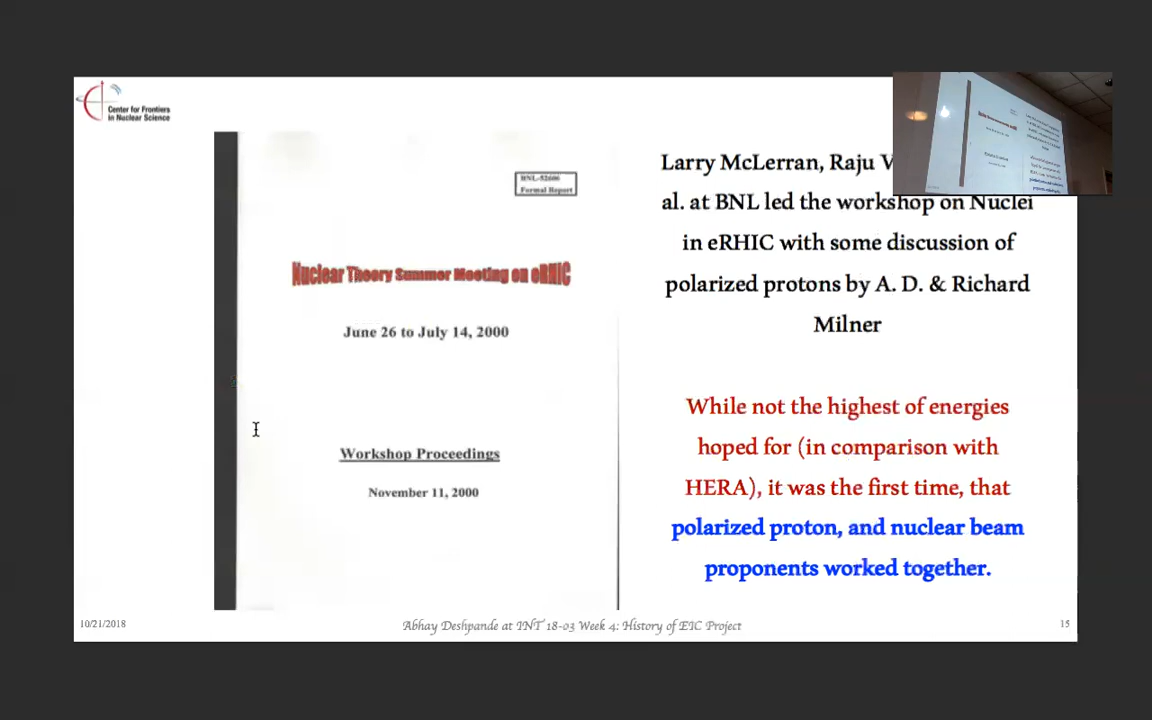 Center for Frontiers
in Nuclear Science
BNL-52606
Formal Report
Nuclear Theory Summer Meeting on eRHIC
June 26 to July 14, 2000
Workshop Proceedings
November 11, 2000
Larry McLerran, Raju
al. at BNL led the workshop on Nuclei
in eRHIC with some discussion of
polarized protons by A. D. & Richard
Milner
While not the highest of energies
hoped for (in comparison with
HERA), it was the first time, that
polarized proton, and nuclear beam
proponents worked together.
10/21/2018
Abhay Deshpande at INT 18-03 Week 4: History of EIC Project
15